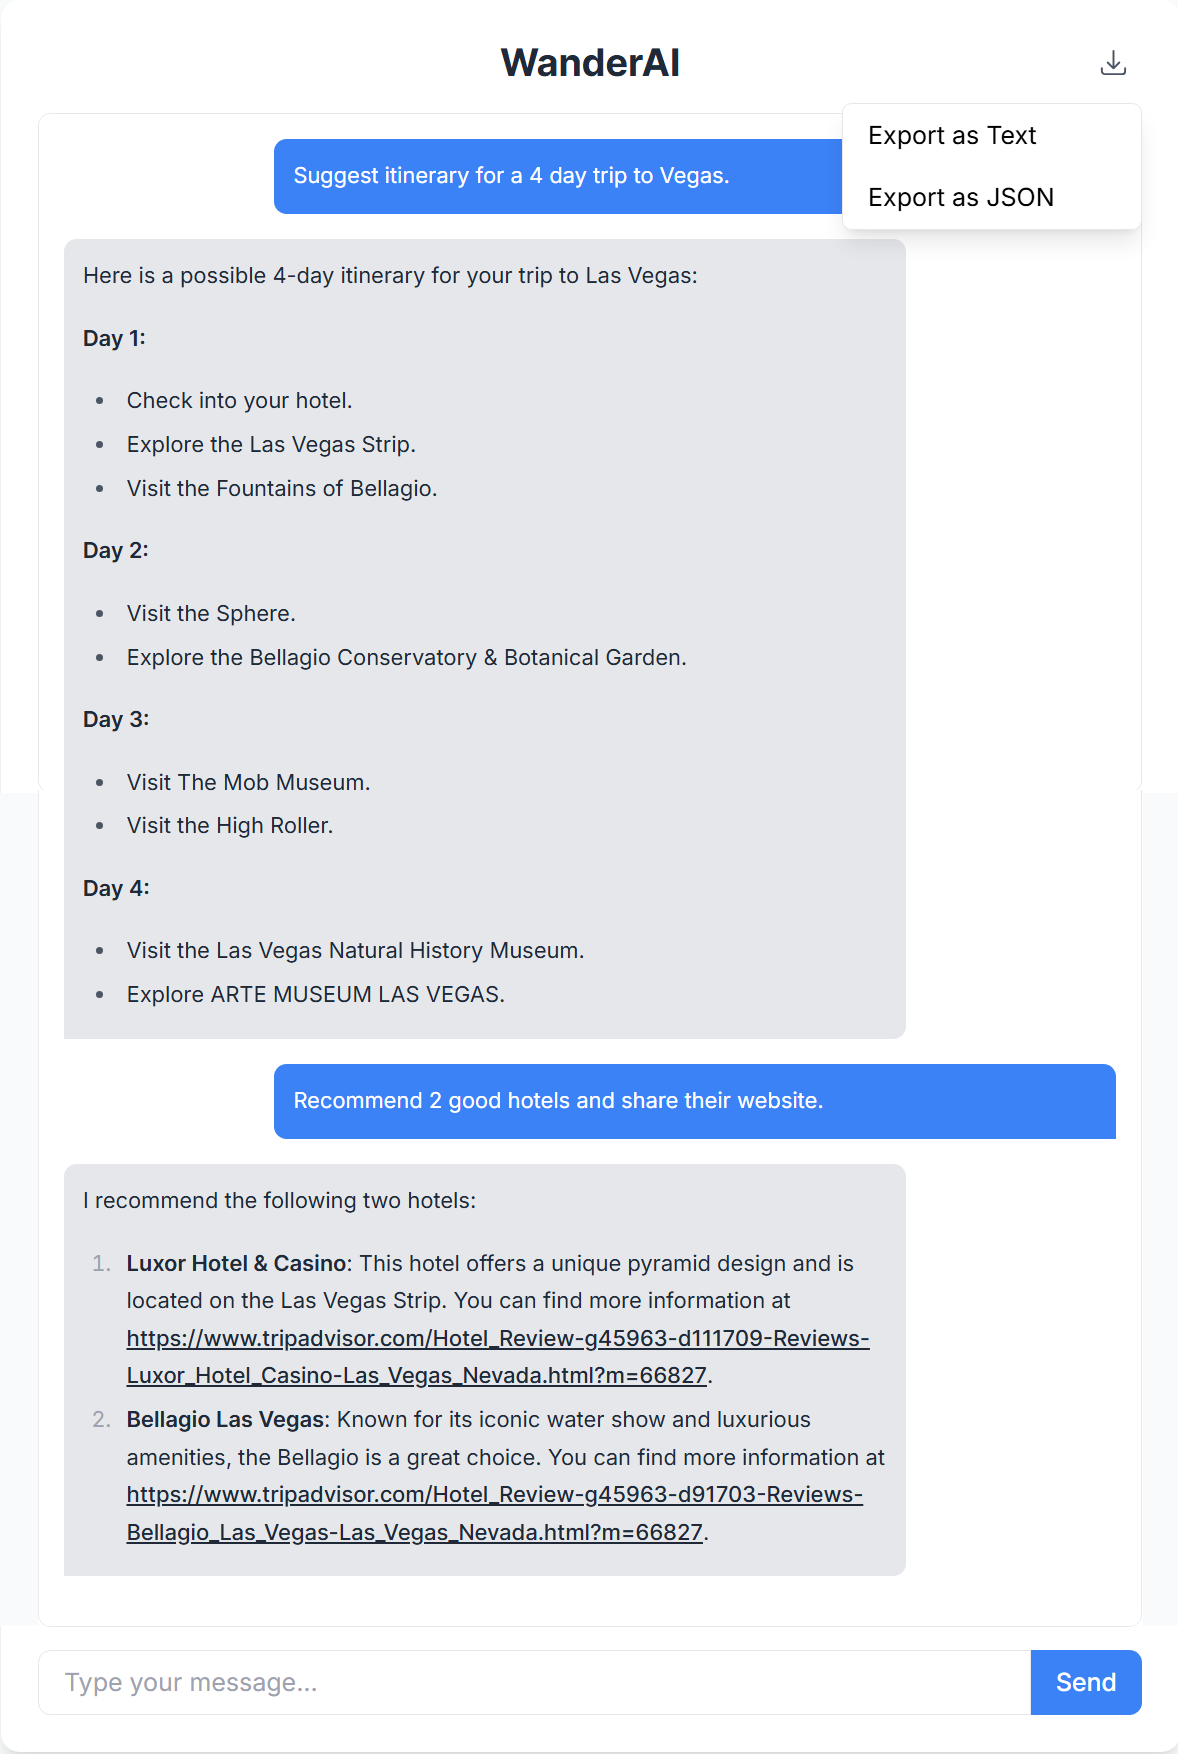 WanderAI
Export as Text
Export as JSON
Suggest itinerary for a 4 day trip to Vegas.
Here is a possible 4-day itinerary for your trip to Las Vegas:
Day 1:
• Check into your hotel.
• Explore the Las Vegas Strip.
• Visit the Fountains of Bellagio.
Day 2:
• Visit the Sphere.
• Explore the Bellagio Conservatory & Botanical Garden.
Day 3:
• Visit The Mob Museum.
• Visit the High Roller.
Day 4:
• Visit the Las Vegas Natural History Museum.
• Explore ARTE MUSEUM LAS VEGAS.
Recommend 2 good hotels and share their website.
I recommend the following two hotels:
1. Luxor Hotel & Casino: This hotel offers a unique pyramid design and is
located on the Las Vegas Strip. You can find more information at
https://www.tripadvisor.com/Hotel_Review-g45963-d111709-Reviews-
Luxor_Hotel_Casino-Las_Vegas_Nevada.html?m=66827.
2. Bellagio Las Vegas: Known for its iconic water show and luxurious
amenities, the Bellagio is a great choice. You can find more information at
https://www.tripadvisor.com/Hotel_Review-g45963-d91703-Reviews-
Bellagio_Las_Vegas-Las_Vegas_Nevada.html?m=66827.
Type your message...
Send